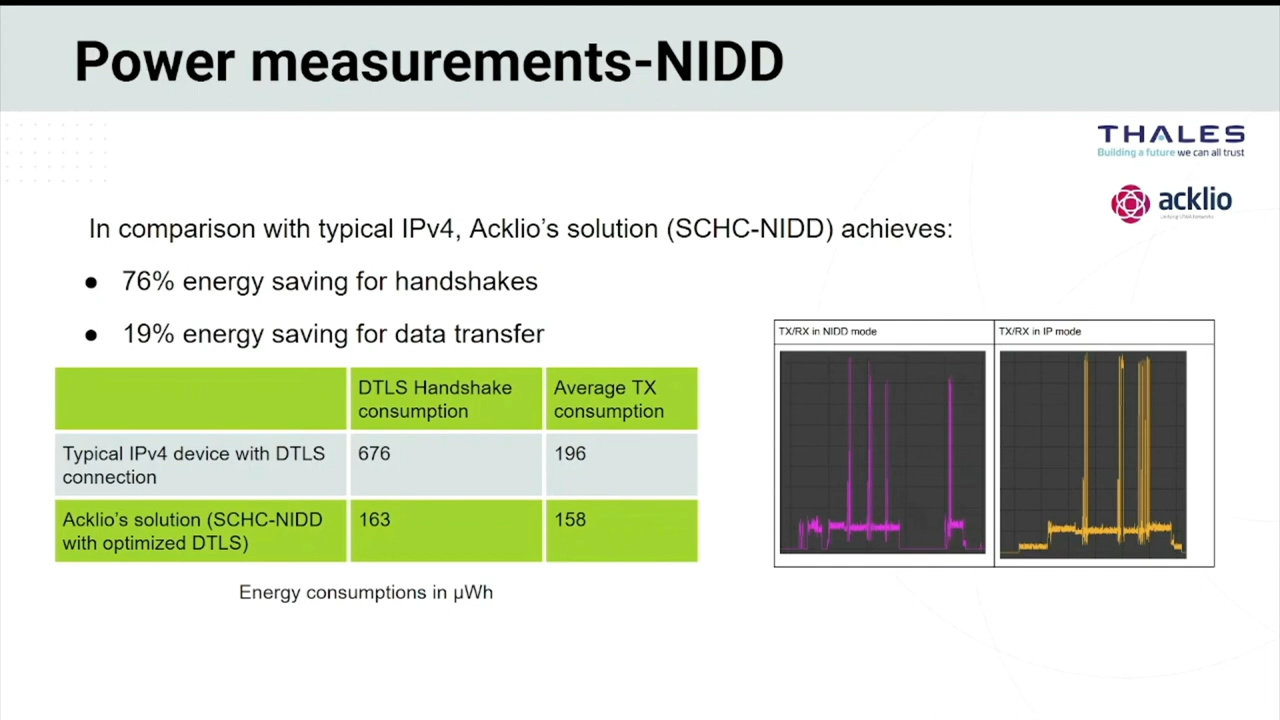 Power measurements-NIDD
THALES
Building a future we can all trust
acklio
In comparison with typical IPv4, Acklio’s solution (SCHC-NIDD) achieves:
● 76% energy saving for handshakes
● 19% energy saving for data transfer
TX/RX in NIDD mode
TX/RX in IP mode
DTLS Handshake
consumption
Average TX
consumption
Typical IPv4 device with DTLS
connection
676
196
Acklio’s solution (SCHC-NIDD
with optimized DTLS)
163
158
Energy consumptions in µWh